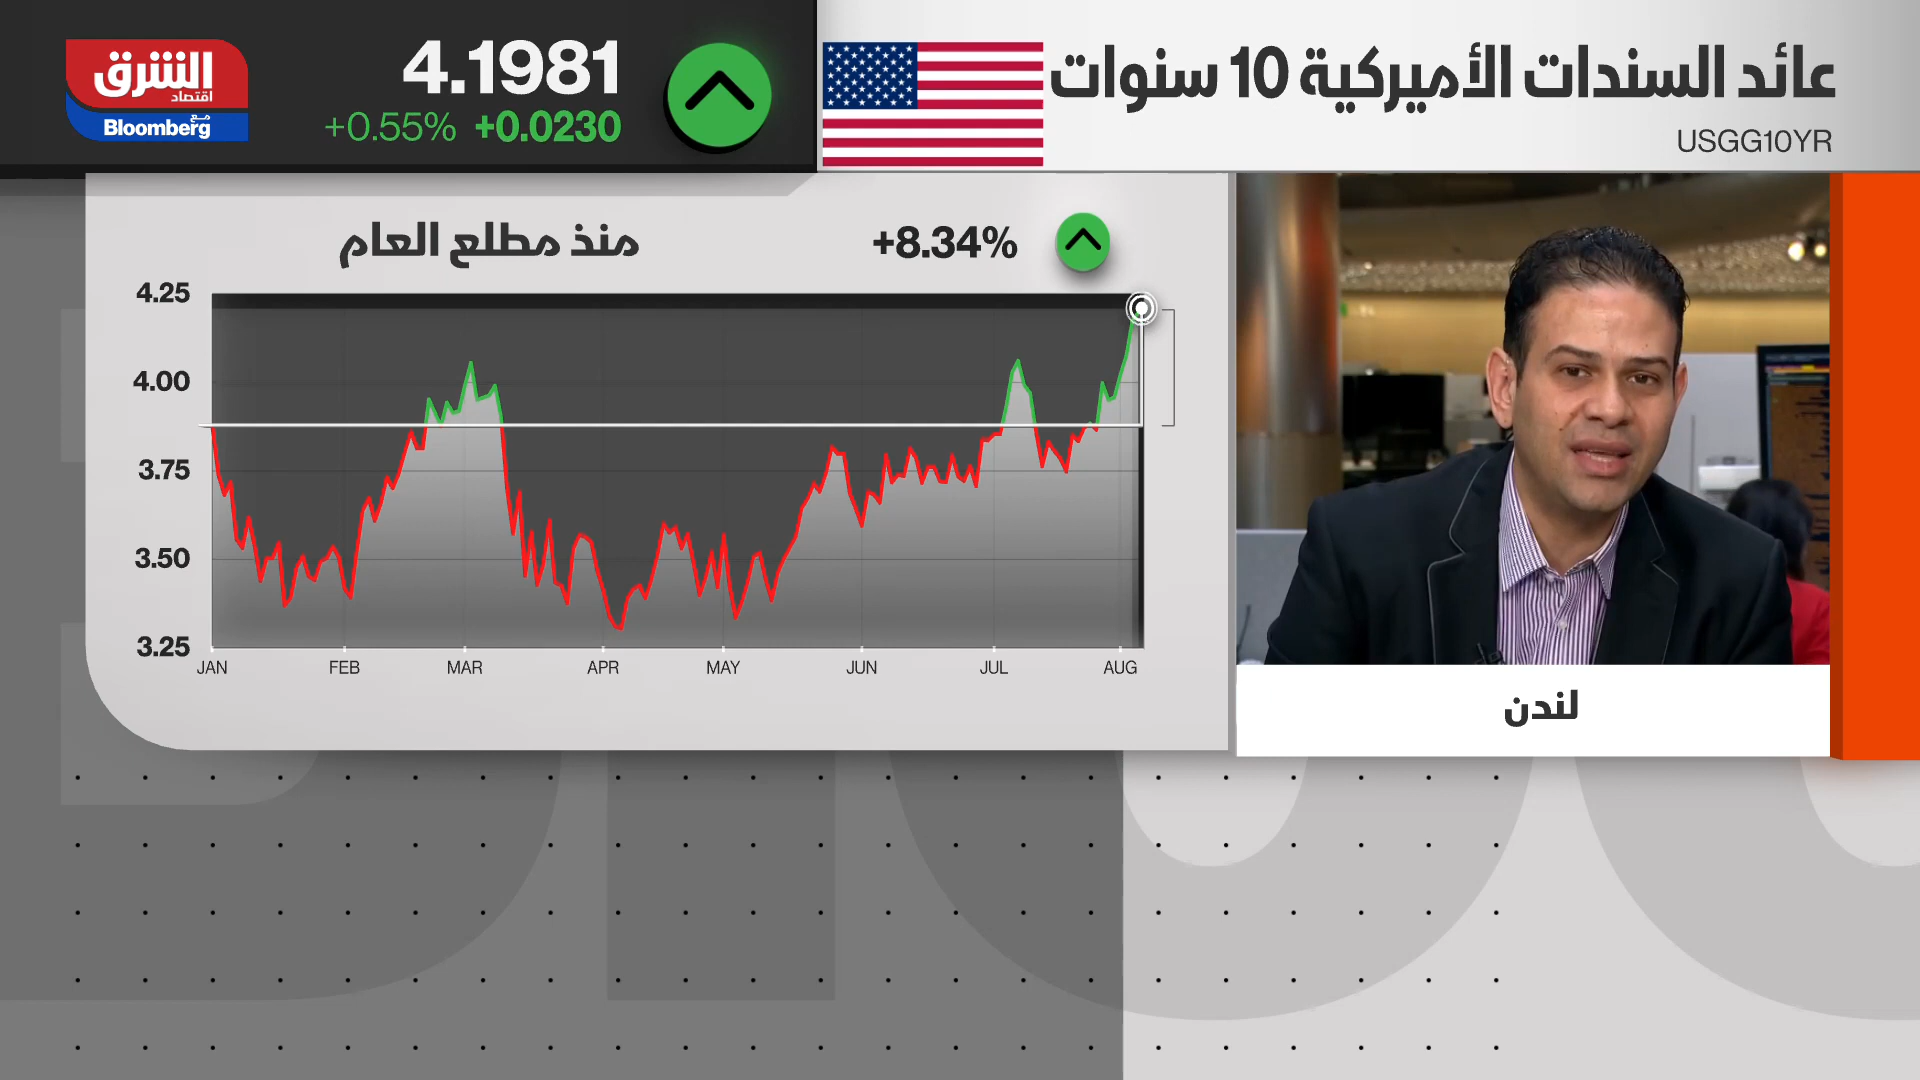 عائد السندات الأميركية 10 سنوات
USGG10YR
4.1981
+0.55% +0.0230
الشرق
اقتصاد
مع
Bloomberg
منذ مطلع العام
+8.34%
4.25
4.00
3.75
3.50
3.25
JAN FEB MAR APR MAY JUN JUL AUG
لندن